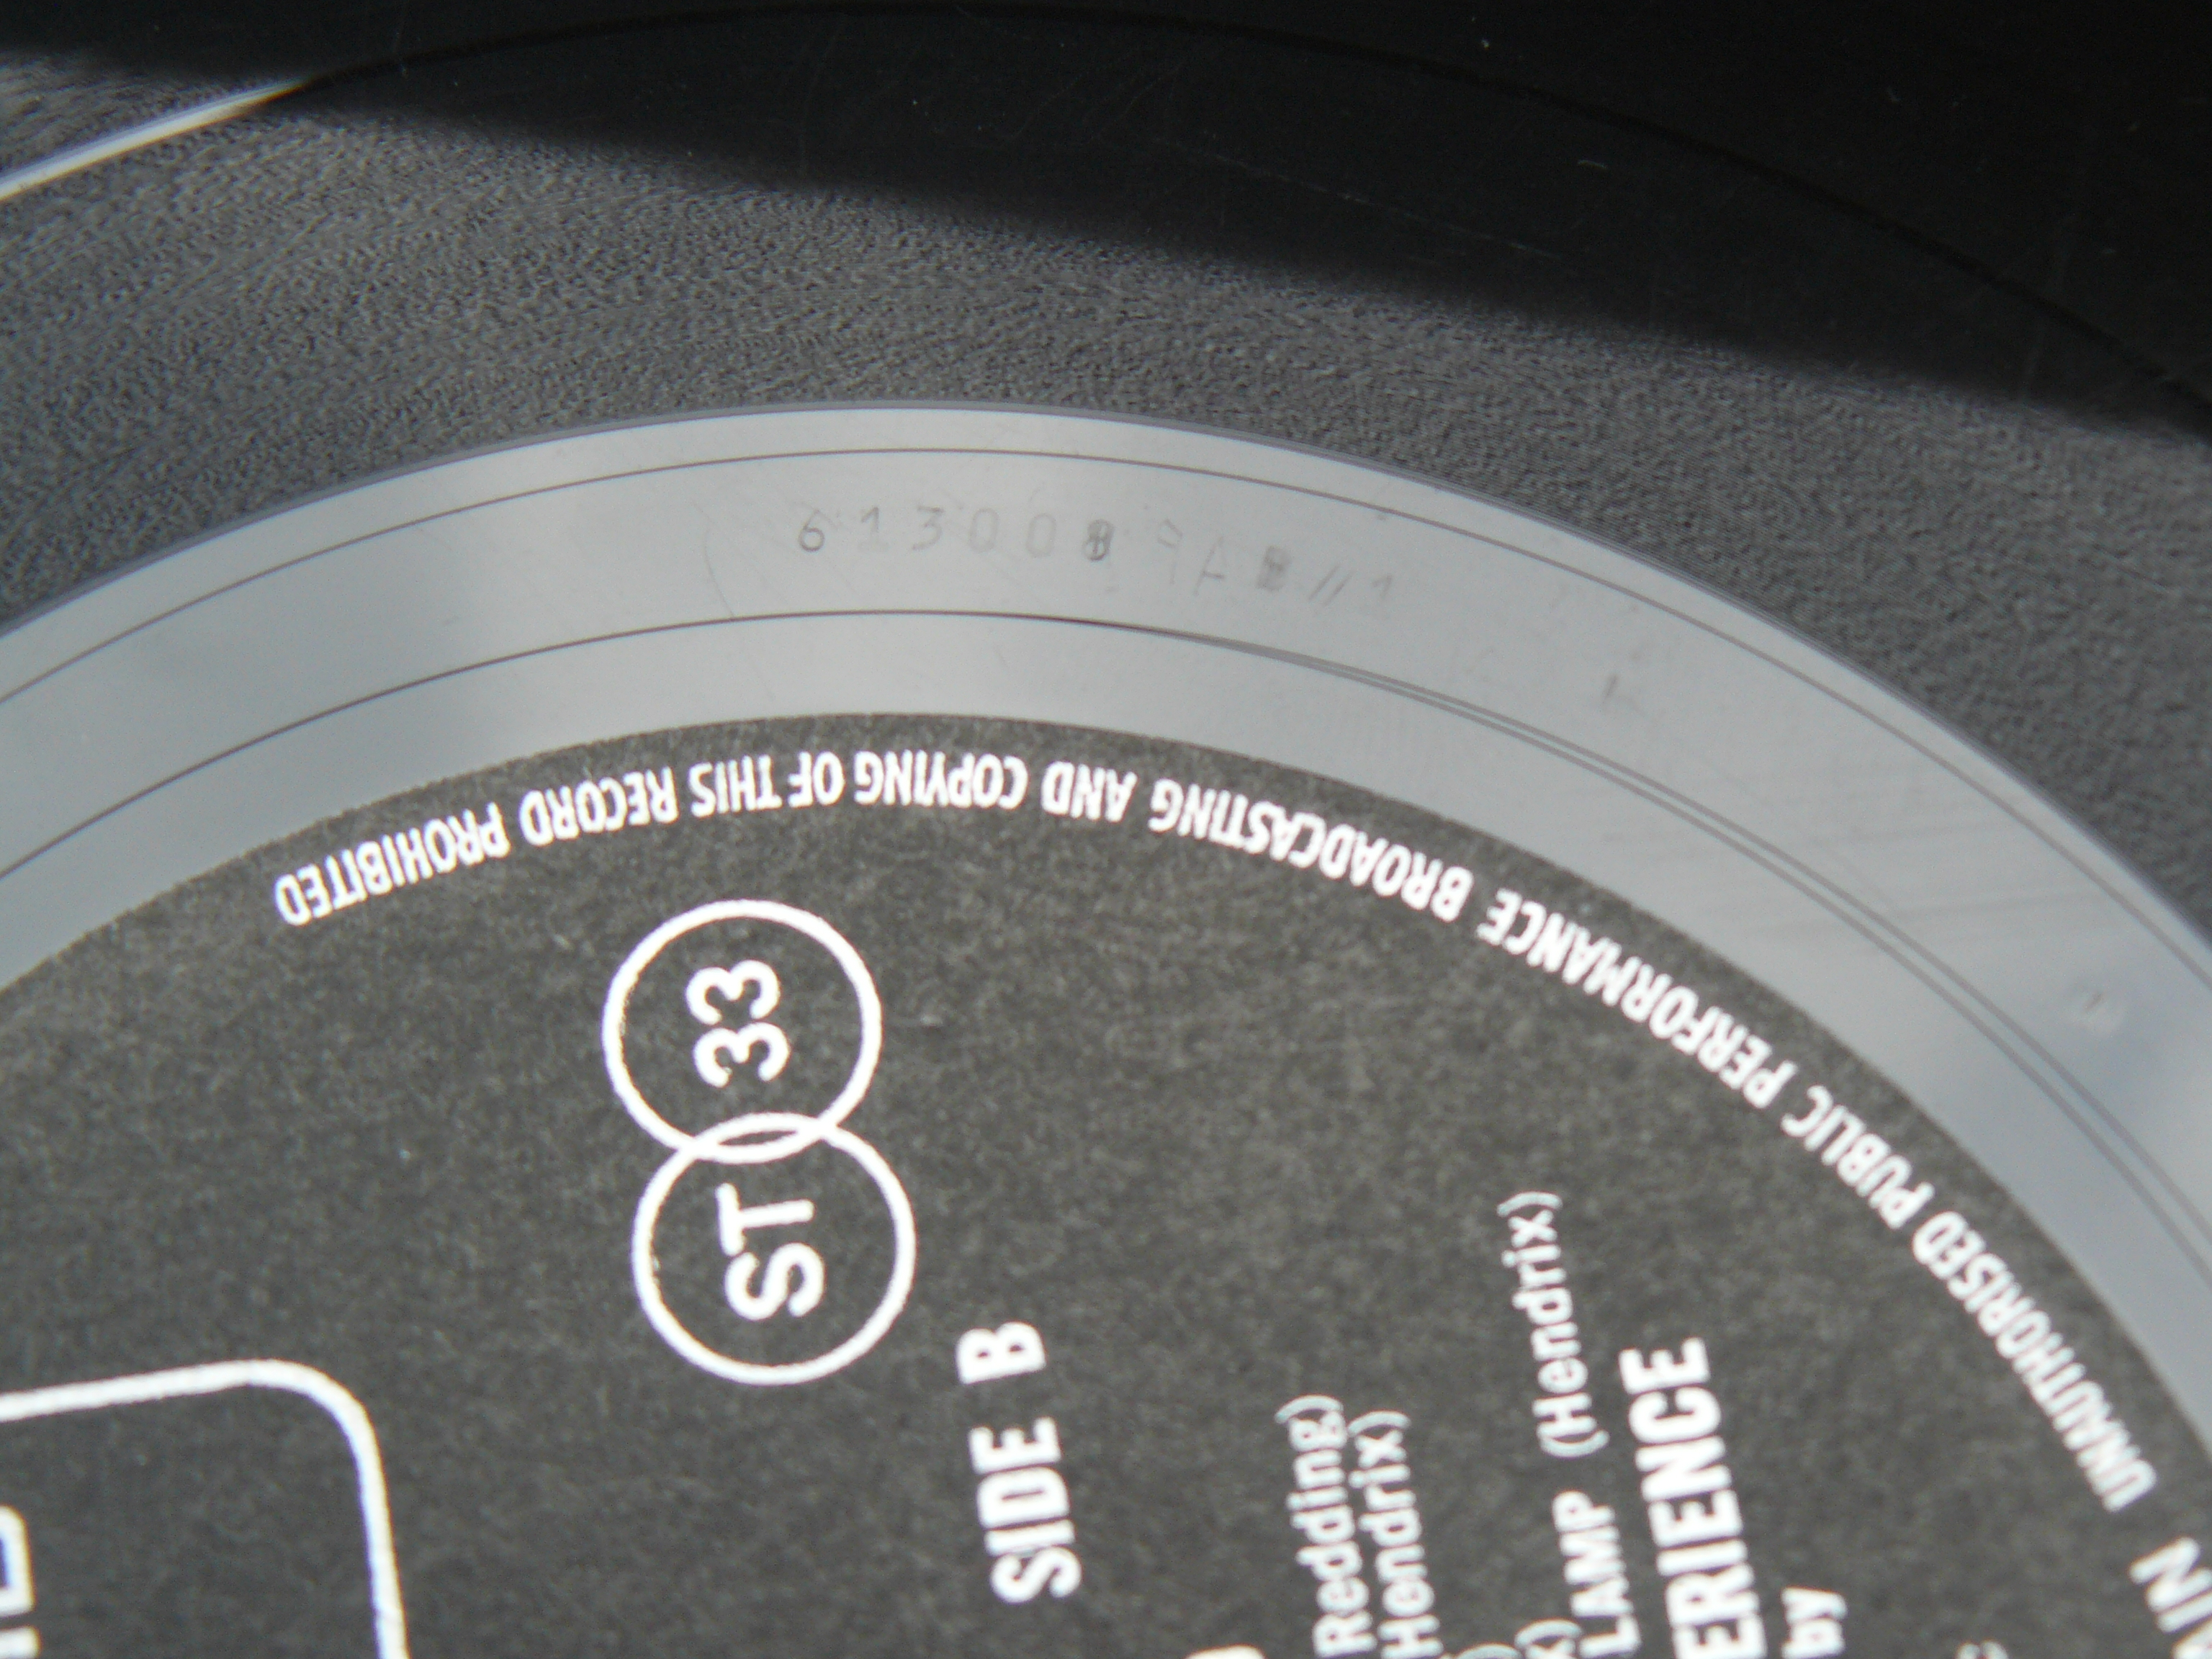 613008
A
//1
UNAUTHORISED PUBLIC PERFORMANCE BROADCASTING AND COPYING OF THIS RECORD PROHIBITED
33
ST
SIDE B
Redding)
Hendrix)
LAMP (Hendrix)
ERIENCE
by